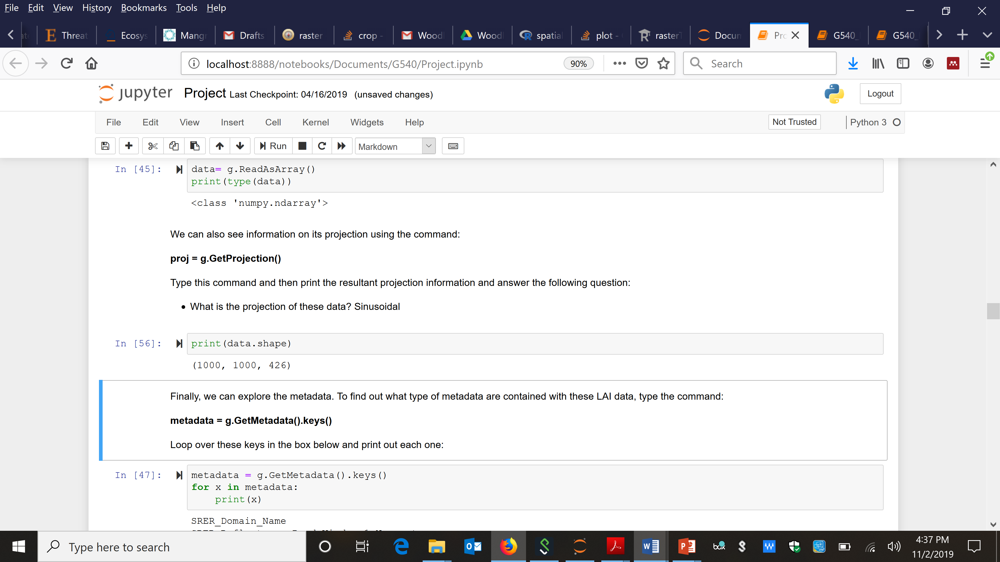 File Edit View History Bookmarks Tools Help
Threat Ecosys Mang Drafts raster crop - Wood Wood spatial plot - raster Docum Pro G540_ G540_
localhost:8888/notebooks/Documents/G540/Project.ipynb 90% Search
jupyter Project Last Checkpoint: 04/16/2019 (unsaved changes) Logout
File Edit View Insert Cell Kernel Widgets Help Not Trusted Python 3
Run Markdown
In [45]: data= g.ReadAsArray()
print(type(data))
<class 'numpy.ndarray'>
We can also see information on its projection using the command:
proj = g.GetProjection()
Type this command and then print the resultant projection information and answer the following question:
• What is the projection of these data? Sinusoidal
In [56]: print(data.shape)
(1000, 1000, 426)
Finally, we can explore the metadata. To find out what type of metadata are contained with these LAI data, type the command:
metadata = g.GetMetadata().keys()
Loop over these keys in the box below and print out each one:
In [47]: metadata = g.GetMetadata().keys()
for x in metadata:
print(x)
SRER_Domain_Name
Type here to search box 4:37 PM
11/2/2019